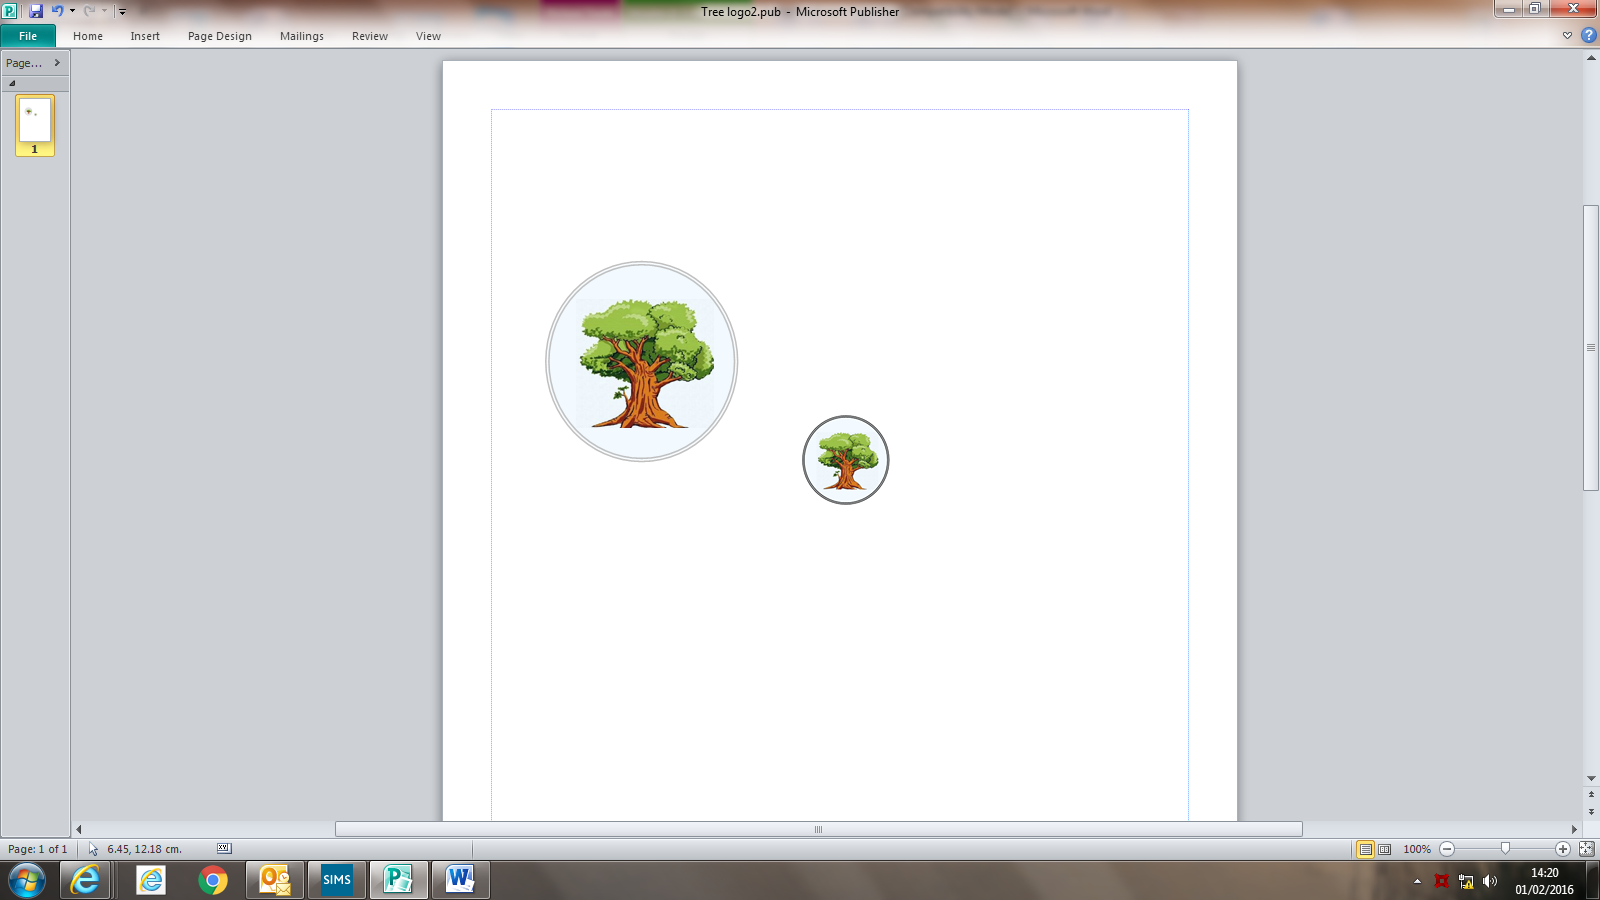 Tree logo2.pub - Microsoft Publisher
File Home Insert Page Design Mailings Review View
Page...
1
Page: 1 of 1 6.45, 12.18 cm. 100%
SIMS
14:20
01/02/2016